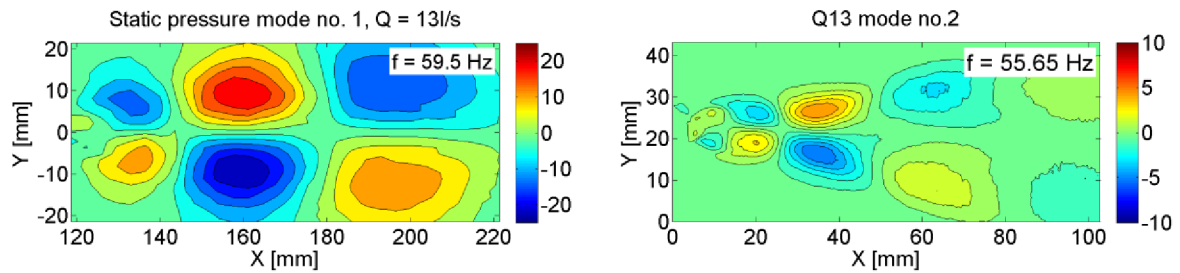 Static pressure mode no. 1, Q = 13l/s
f = 59.5 Hz
Y [mm]
20
10
0
-10
-20
120 140 160 180 200 220
X [mm]
20
10
0
-10
-20
Q13 mode no.2
f = 55.65 Hz
Y [mm]
40
30
20
10
0
0 20 40 60 80 100
X [mm]
10
5
0
-5
-10